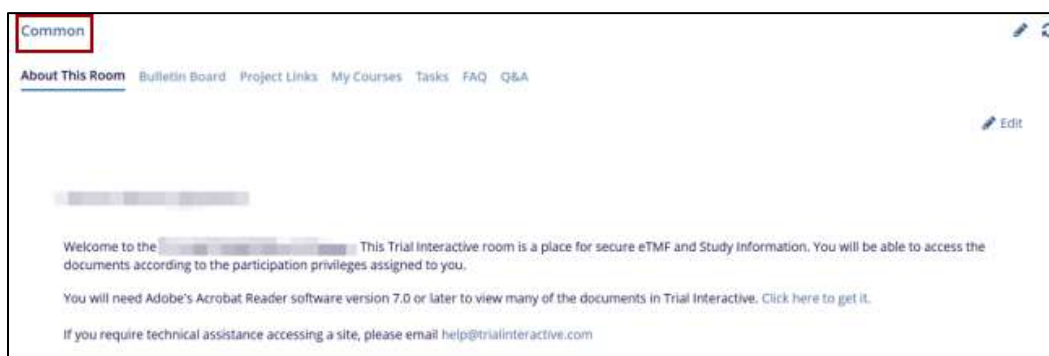 Common
About This Room Bulletin Board Project Links My Courses Tasks FAQ Q&A
Edit
Welcome to the This Trial Interactive room is a place for secure eTMF and Study Information. You will be able to access the
documents according to the participation privileges assigned to you.
You will need Adobe's Acrobat Reader software version 7.0 or later to view many of the documents in Trial Interactive. Click here to get it.
If you require technical assistance accessing a site, please email help@trialinteractive.com